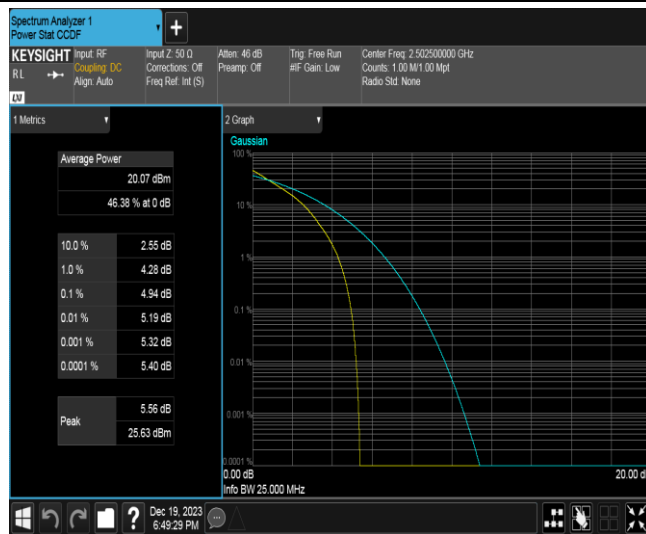 Spectrum Analyzer 1
Power Stat CCDF
+
KEYSIGHT
RL
Input: RF
Coupling: DC
Align: Auto
Input Z: 50 Ω
Corrections: Off
Freq Ref: Int (S)
Atten: 46 dB
Preamp: Off
Trig: Free Run
#IF Gain: Low
Center Freq: 2.502500000 GHz
Counts: 1.00 M/1.00 Mpt
Radio Std: None
LXI
1 Metrics
Average Power
20.07 dBm
46.38 % at 0 dB
10.0 % 2.55 dB
1.0 % 4.28 dB
0.1 % 4.94 dB
0.01 % 5.19 dB
0.001 % 5.32 dB
0.0001 % 5.40 dB
Peak
5.56 dB
25.63 dBm
2 Graph
Gaussian
100 %
10 %
1 %
0.1 %
0.01 %
0.001 %
0.0001 %
0.00 dB
20.00 d
Info BW 25.000 MHz
?
Dec 19, 2023
6:49:29 PM